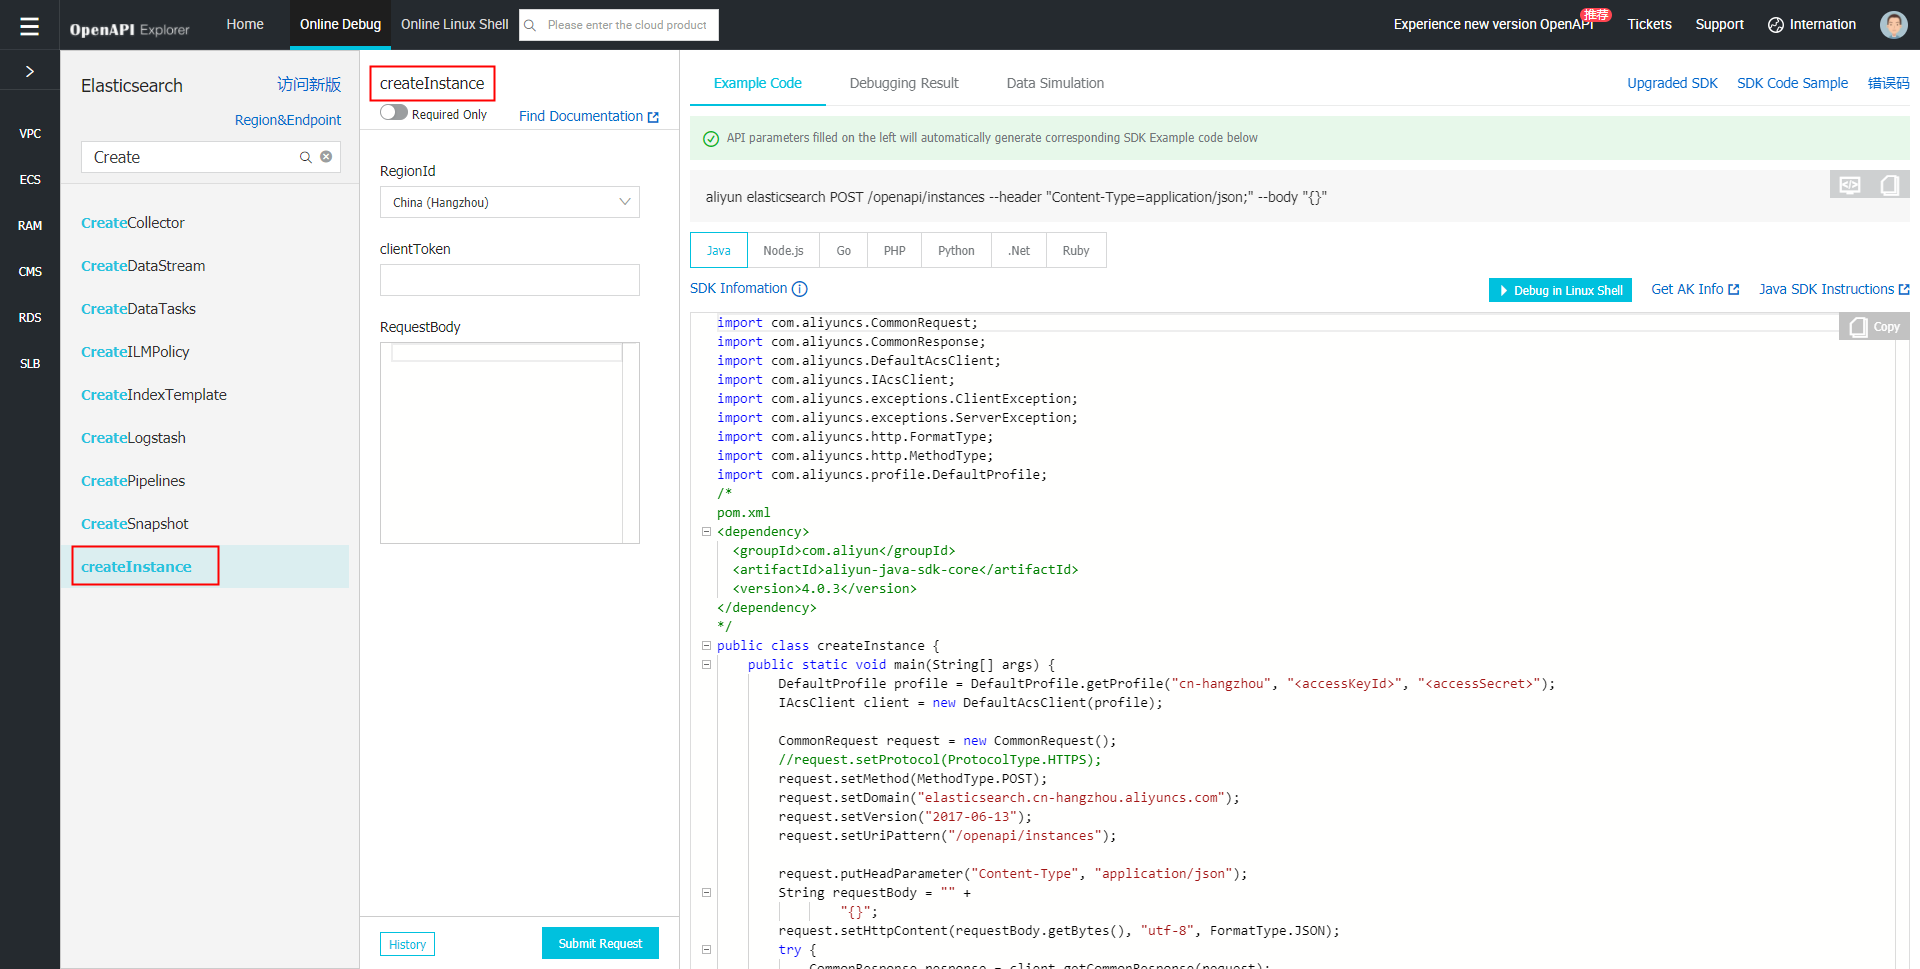 OpenAPI Explorer
Home
Online Debug
Online Linux Shell
Please enter the cloud product
Experience new version OpenAPI
推荐
Tickets
Support
Internation
VPC
ECS
RAM
CMS
RDS
SLB
Elasticsearch
访问新版
Region&Endpoint
Create
CreateCollector
CreateDataStream
CreateDataTasks
CreateILMPolicy
CreateIndexTemplate
CreateLogstash
CreatePipelines
CreateSnapshot
createInstance
createInstance
Required Only
Find Documentation
RegionId
China (Hangzhou)
clientToken
RequestBody
History
Submit Request
Example Code
Debugging Result
Data Simulation
Upgraded SDK
SDK Code Sample
错误码
API parameters filled on the left will automatically generate corresponding SDK Example code below
aliyun elasticsearch POST /openapi/instances --header "Content-Type=application/json;" --body "{}"
Java
Node.js
Go
PHP
Python
.Net
Ruby
SDK Infomation
Debug in Linux Shell
Get AK Info
Java SDK Instructions
Copy
import com.aliyuncs.CommonRequest;
import com.aliyuncs.CommonResponse;
import com.aliyuncs.DefaultAcsClient;
import com.aliyuncs.IAcsClient;
import com.aliyuncs.exceptions.ClientException;
import com.aliyuncs.exceptions.ServerException;
import com.aliyuncs.http.FormatType;
import com.aliyuncs.http.MethodType;
import com.aliyuncs.profile.DefaultProfile;
/*
pom.xml
<dependency>
<groupId>com.aliyun</groupId>
<artifactId>aliyun-java-sdk-core</artifactId>
<version>4.0.3</version>
</dependency>
*/
public class createInstance {
public static void main(String[] args) {
DefaultProfile profile = DefaultProfile.getProfile("cn-hangzhou", "<accessKeyId>", "<accessSecret>");
IAcsClient client = new DefaultAcsClient(profile);
CommonRequest request = new CommonRequest();
//request.setProtocol(ProtocolType.HTTPS);
request.setMethod(MethodType.POST);
request.setDomain("elasticsearch.cn-hangzhou.aliyuncs.com");
request.setVersion("2017-06-13");
request.setUriPattern("/openapi/instances");
request.putHeadParameter("Content-Type", "application/json");
String requestBody = "" +
"{}";
request.setHttpContent(requestBody.getBytes(), "utf-8", FormatType.JSON);
try {
CommonResponse response = client.getCommonResponse(request);